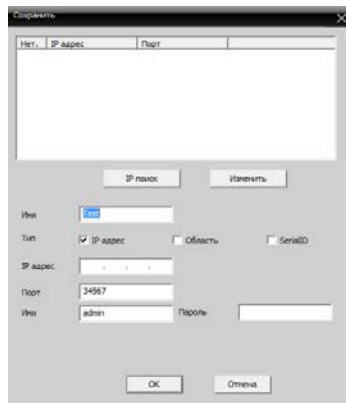 Сохранить
Нет. IP адрес Порт
IP поиск Изменить
Имя Test
Тип IP адрес Область SerialID
IP адрес . . .
Порт 34567
Имя admin Пароль
OK Отмена